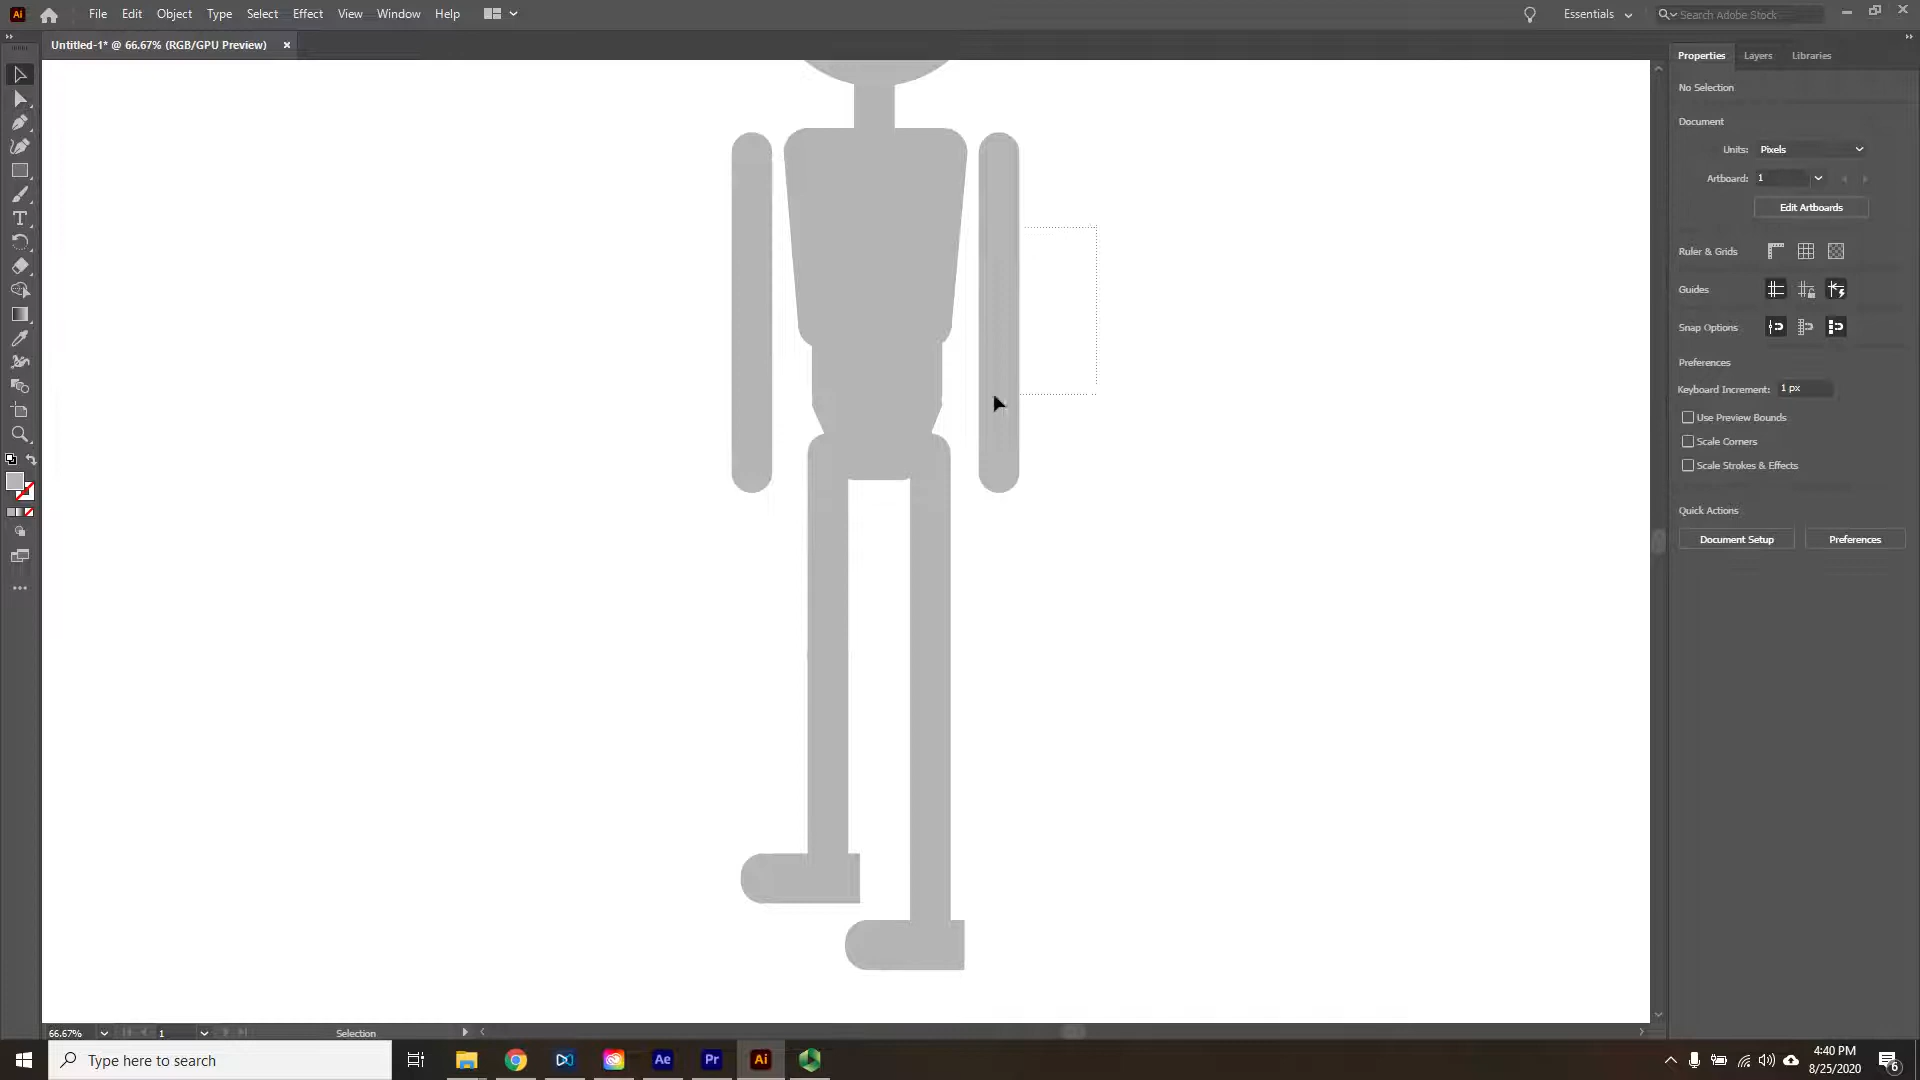 Ai File Edit Object Type Select Effect View Window Help Essentials Search Adobe Stock
Untitled-1* @ 66.67% (RGB/GPU Preview) ×
Properties Layers Libraries
No Selection
Document
Units: Pixels
Artboard: 1
Edit Artboards
Ruler & Grids
Guides
Snap Options
Preferences
Keyboard Increment: 1 px
Use Preview Bounds
Scale Corners
Scale Strokes & Effects
Quick Actions
Document Setup Preferences
66.67% 1 Selection
Type here to search Ae Pr Ai
4:40 PM
8/25/2020
6